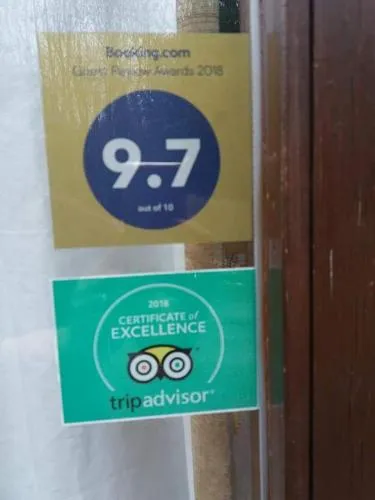 Booking.com
Guest Review Awards 2018
9.7
out of 10
2018
CERTIFICATE of
EXCELLENCE
tripadvisor®